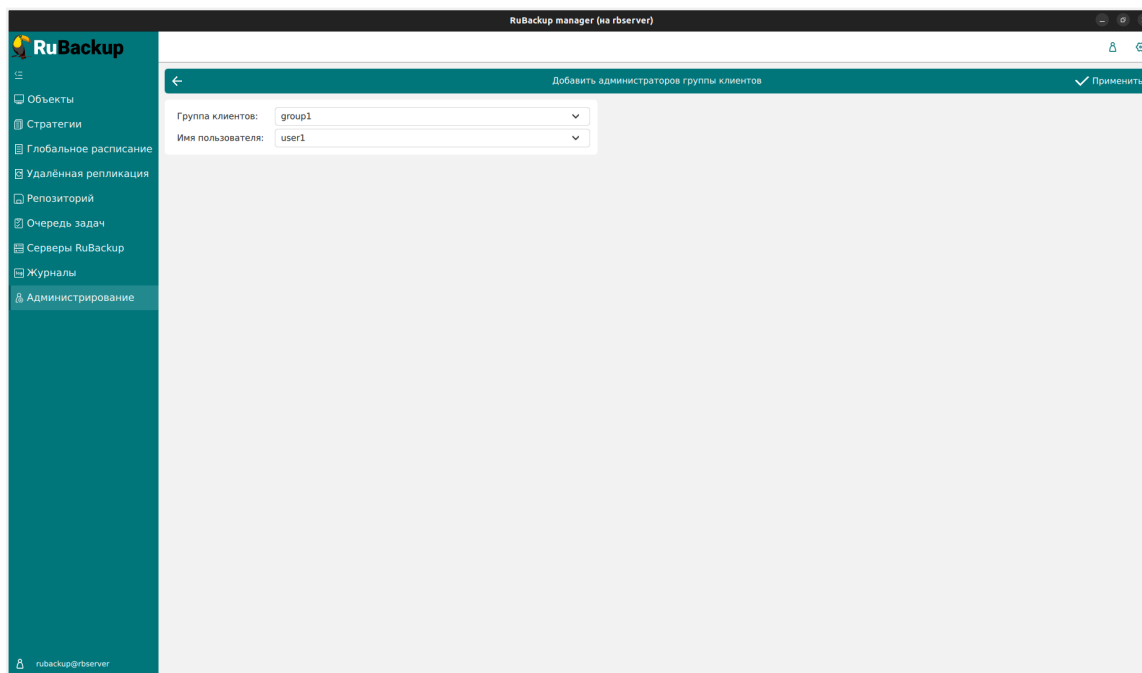 RuBackup manager (на rbserver)
RuBackup
Объекты
Стратегии
Глобальное расписание
Удалённая репликация
Репозиторий
Очередь задач
Серверы RuBackup
Журналы
Администрирование
rubackup@rbserver
Добавить администраторов группы клиентов
Применить
Группа клиентов: group1
Имя пользователя: user1